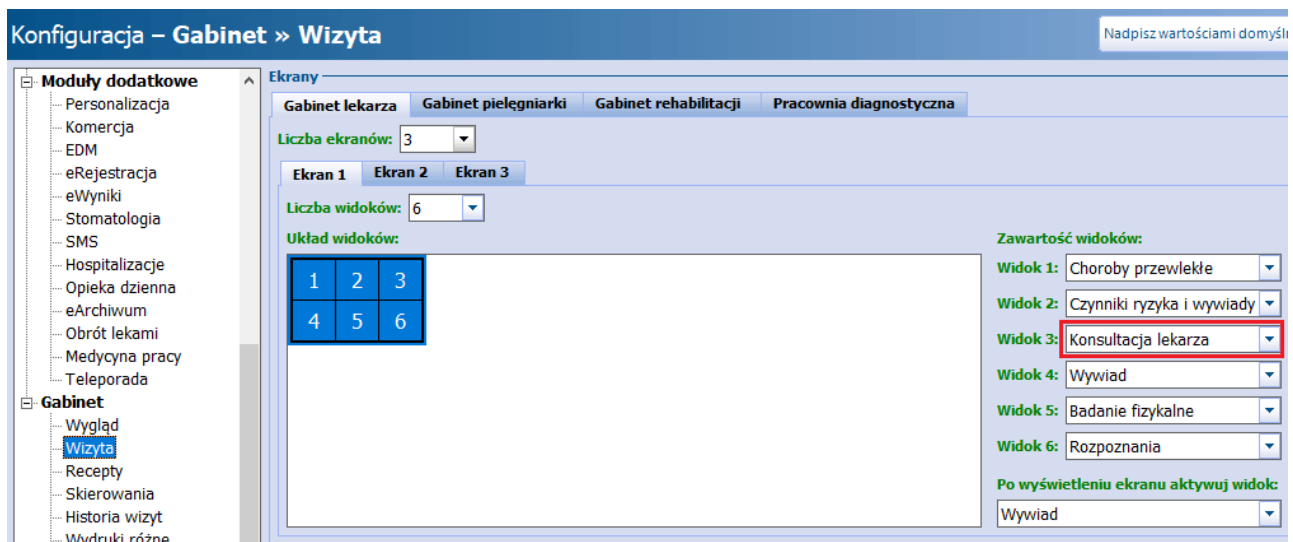 Konfiguracja – Gabinet » Wizyta
Nadpisz wartościami domyśl
Moduły dodatkowe
Personalizacja
Komercja
EDM
eRejestracja
eWyniki
Stomatologia
SMS
Hospitalizacje
Opieka dzienna
eArchiwum
Obrót lekami
Medycyna pracy
Teleporada
Gabinet
Wygląd
Wizyta
Recepty
Skierowania
Historia wizyt
Wydruki różne
Ekrany
Gabinet lekarza Gabinet pielęgniarki Gabinet rehabilitacji Pracownia diagnostyczna
Liczba ekranów: 3
Ekran 1 Ekran 2 Ekran 3
Liczba widoków: 6
Układ widoków:
1 2 3
4 5 6
Zawartość widoków:
Widok 1: Choroby przewlekłe
Widok 2: Czynniki ryzyka i wywiady
Widok 3: Konsultacja lekarza
Widok 4: Wywiad
Widok 5: Badanie fizykalne
Widok 6: Rozpoznania
Po wyświetleniu ekranu aktywuj widok:
Wywiad